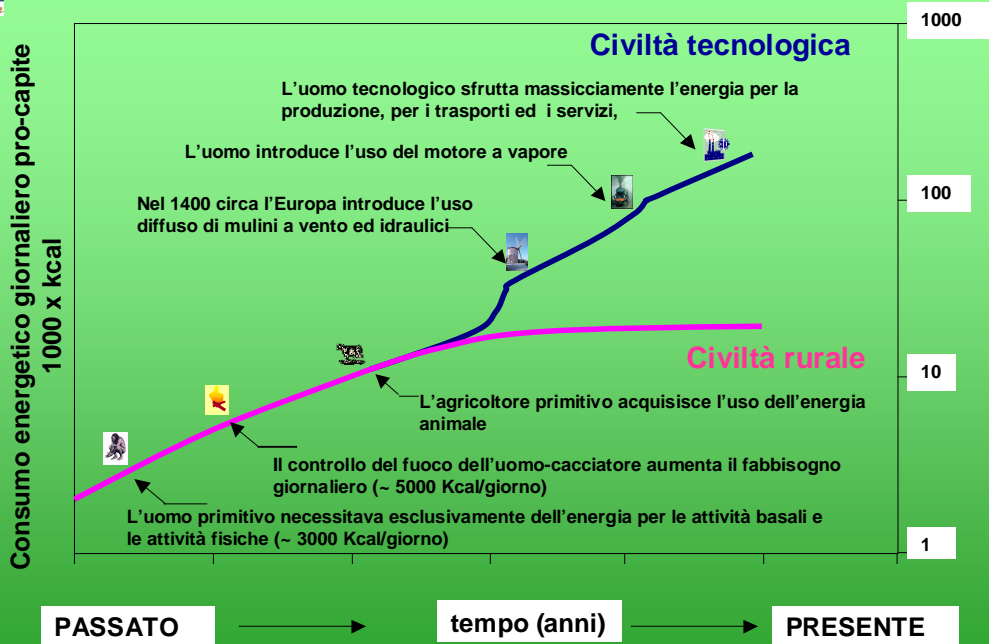 Consumo energetico giornaliero pro-capite
1000 x kcal
Civiltà tecnologica
1000
L'uomo tecnologico sfrutta massicciamente l'energia per la
produzione, per i trasporti ed i servizi,
L'uomo introduce l'uso del motore a vapore
100
Nel 1400 circa l'Europa introduce l'uso
diffuso di mulini a vento ed idraulici
Civiltà rurale
10
L'agricoltore primitivo acquisisce l'uso dell'energia
animale
Il controllo del fuoco dell'uomo-cacciatore aumenta il fabbisogno
giornaliero (~ 5000 Kcal/giorno)
L'uomo primitivo necessitava esclusivamente dell'energia per le attività basali e
le attività fisiche (~ 3000 Kcal/giorno)
1
PASSATO
tempo (anni)
PRESENTE